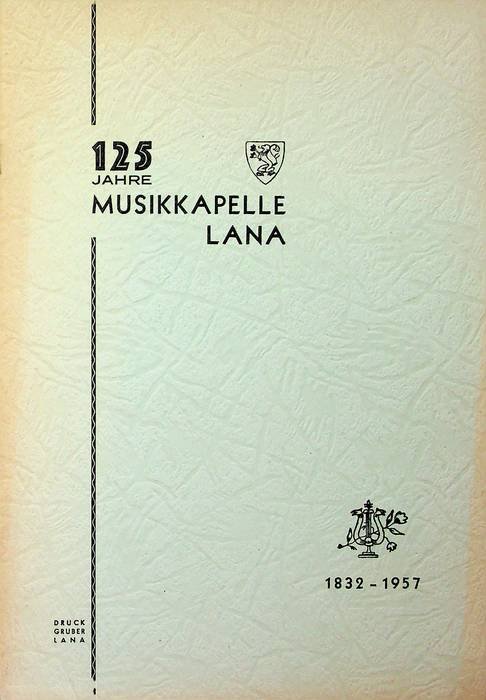 125
JAHRE
MUSIKKAPELLE
LANA
1832 - 1957
DRUCK
GRUBER
LANA